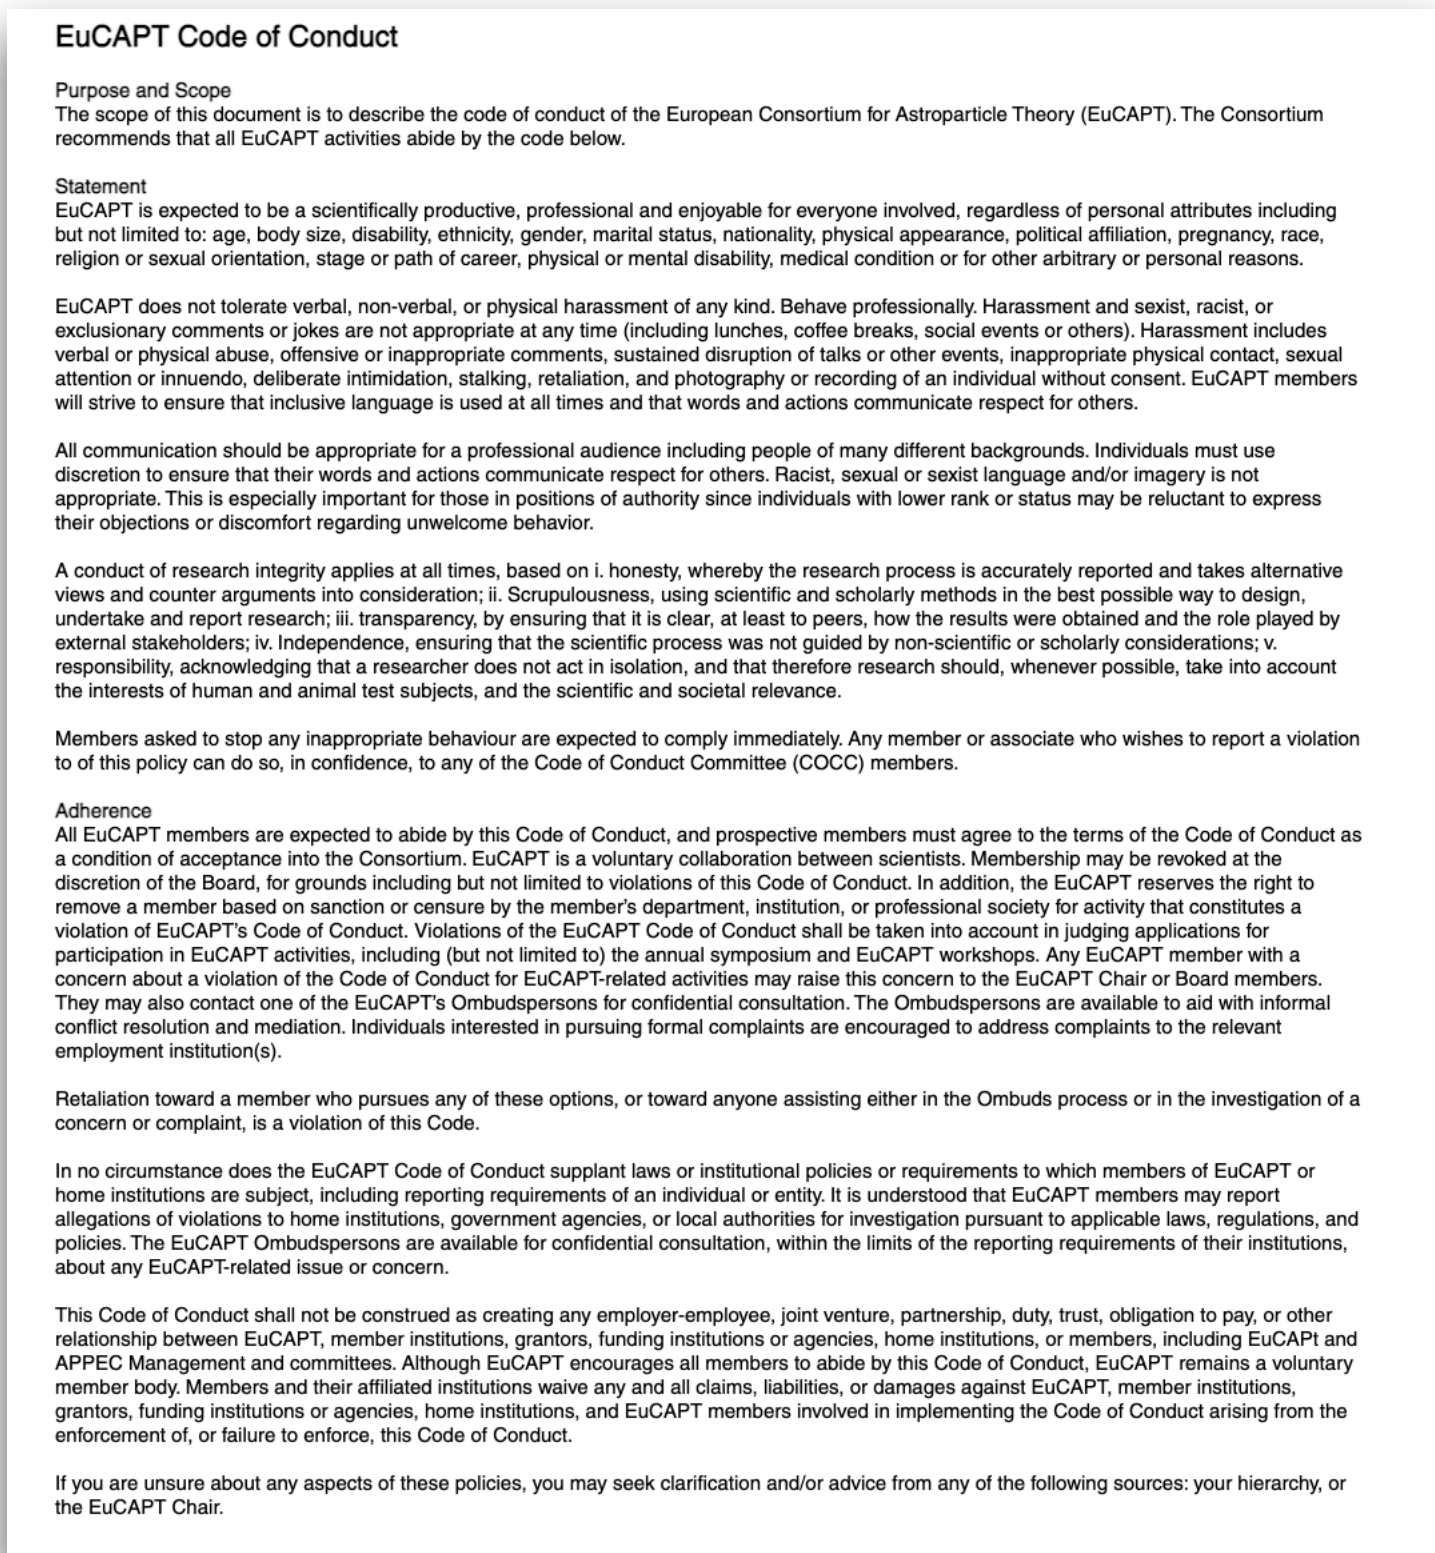 EuCAPT Code of Conduct
Purpose and Scope
The scope of this document is to describe the code of conduct of the European Consortium for Astroparticle Theory (EuCAPT). The Consortium
recommends that all EuCAPT activities abide by the code below.
Statement
EuCAPT is expected to be a scientifically productive, professional and enjoyable for everyone involved, regardless of personal attributes including
but not limited to: age, body size, disability, ethnicity, gender, marital status, nationality, physical appearance, political affiliation, pregnancy, race,
religion or sexual orientation, stage or path of career, physical or mental disability, medical condition or for other arbitrary or personal reasons.
EuCAPT does not tolerate verbal, non-verbal, or physical harassment of any kind. Behave professionally. Harassment and sexist, racist, or
exclusionary comments or jokes are not appropriate at any time (including lunches, coffee breaks, social events or others). Harassment includes
verbal or physical abuse, offensive or inappropriate comments, sustained disruption of talks or other events, inappropriate physical contact, sexual
attention or innuendo, deliberate intimidation, stalking, retaliation, and photography or recording of an individual without consent. EuCAPT members
will strive to ensure that inclusive language is used at all times and that words and actions communicate respect for others.
All communication should be appropriate for a professional audience including people of many different backgrounds. Individuals must use
discretion to ensure that their words and actions communicate respect for others. Racist, sexual or sexist language and/or imagery is not
appropriate. This is especially important for those in positions of authority since individuals with lower rank or status may be reluctant to express
their objections or discomfort regarding unwelcome behavior.
A conduct of research integrity applies at all times, based on i. honesty, whereby the research process is accurately reported and takes alternative
views and counter arguments into consideration; ii. Scrupulousness, using scientific and scholarly methods in the best possible way to design,
undertake and report research; iii. transparency, by ensuring that it is clear, at least to peers, how the results were obtained and the role played by
external stakeholders; iv. Independence, ensuring that the scientific process was not guided by non-scientific or scholarly considerations; v.
responsibility, acknowledging that a researcher does not act in isolation, and that therefore research should, whenever possible, take into account
the interests of human and animal test subjects, and the scientific and societal relevance.
Members asked to stop any inappropriate behaviour are expected to comply immediately. Any member or associate who wishes to report a violation
to of this policy can do so, in confidence, to any of the Code of Conduct Committee (COCC) members.
Adherence
All EuCAPT members are expected to abide by this Code of Conduct, and prospective members must agree to the terms of the Code of Conduct as
a condition of acceptance into the Consortium. EuCAPT is a voluntary collaboration between scientists. Membership may be revoked at the
discretion of the Board, for grounds including but not limited to violations of this Code of Conduct. In addition, the EuCAPT reserves the right to
remove a member based on sanction or censure by the member's department, institution, or professional society for activity that constitutes a
violation of EuCAPT's Code of Conduct. Violations of the EuCAPT Code of Conduct shall be taken into account in judging applications for
participation in EuCAPT activities, including (but not limited to) the annual symposium and EuCAPT workshops. Any EuCAPT member with a
concern about a violation of the Code of Conduct for EuCAPT-related activities may raise this concern to the EuCAPT Chair or Board members.
They may also contact one of the EuCAPT's Ombudspersons for confidential consultation. The Ombudspersons are available to aid with informal
conflict resolution and mediation. Individuals interested in pursuing formal complaints are encouraged to address complaints to the relevant
employment institution(s).
Retaliation toward a member who pursues any of these options, or toward anyone assisting either in the Ombuds process or in the investigation of a
concern or complaint, is a violation of this Code.
In no circumstance does the EuCAPT Code of Conduct supplant laws or institutional policies or requirements to which members of EuCAPT or
home institutions are subject, including reporting requirements of an individual or entity. It is understood that EuCAPT members may report
allegations of violations to home institutions, government agencies, or local authorities for investigation pursuant to applicable laws, regulations, and
policies. The EuCAPT Ombudspersons are available for confidential consultation, within the limits of the reporting requirements of their institutions,
about any EuCAPT-related issue or concern.
This Code of Conduct shall not be construed as creating any employer-employee, joint venture, partnership, duty, trust, obligation to pay, or other
relationship between EuCAPT, member institutions, grantors, funding institutions or agencies, home institutions, or members, including EuCAPt and
APPEC Management and committees. Although EuCAPT encourages all members to abide by this Code of Conduct, EuCAPT remains a voluntary
member body. Members and their affiliated institutions waive any and all claims, liabilities, or damages against EuCAPT, member institutions,
grantors, funding institutions or agencies, home institutions, and EuCAPT members involved in implementing the Code of Conduct arising from the
enforcement of, or failure to enforce, this Code of Conduct.
If you are unsure about any aspects of these policies, you may seek clarification and/or advice from any of the following sources: your hierarchy, or
the EuCAPT Chair.